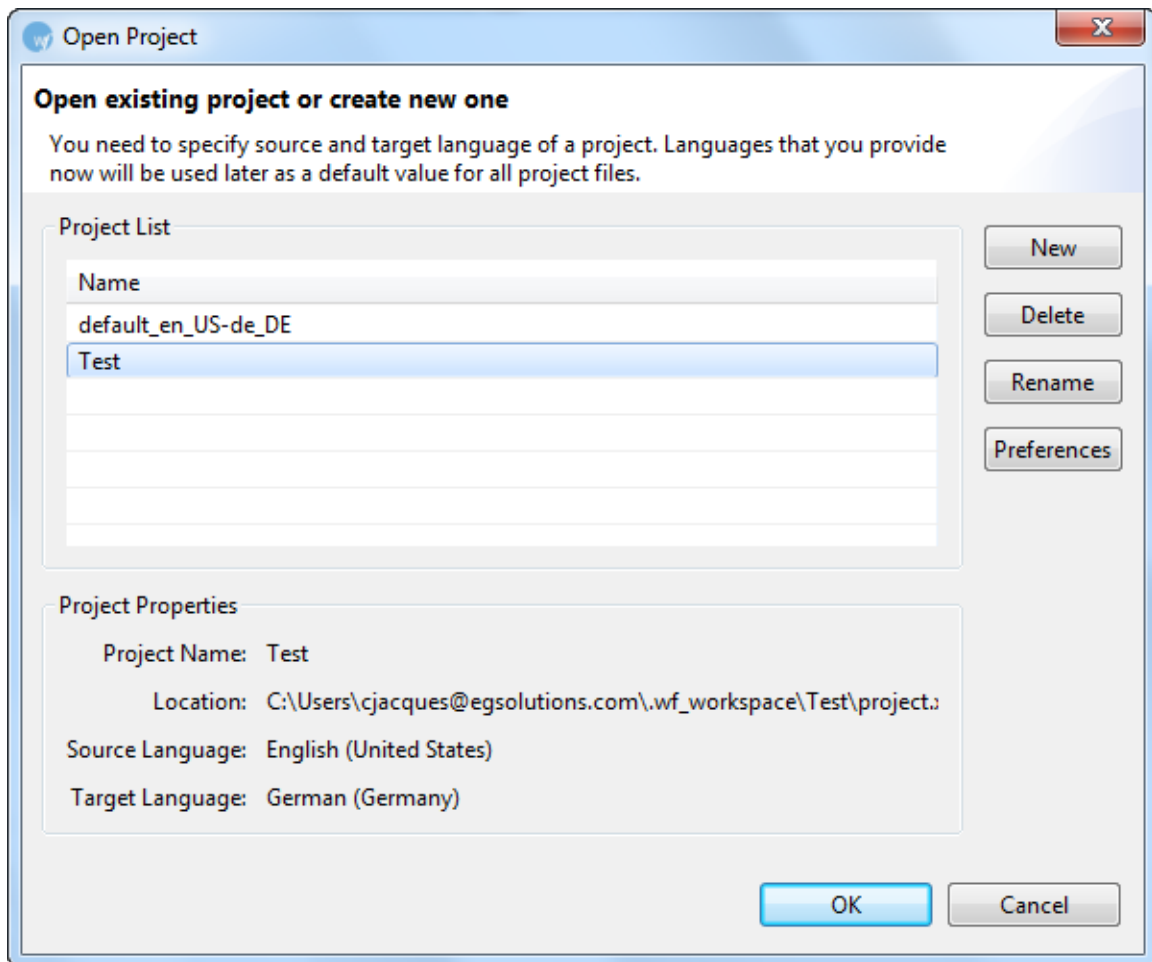 Open Project
Open existing project or create new one
You need to specify source and target language of a project. Languages that you provide
now will be used later as a default value for all project files.
Project List
Name
default_en_US-de_DE
Test
New
Delete
Rename
Preferences
Project Properties
Project Name: Test
Location: C:\Users\cjacques@egsolutions.com\.wf_workspace\Test\project.
Source Language: English (United States)
Target Language: German (Germany)
OK
Cancel